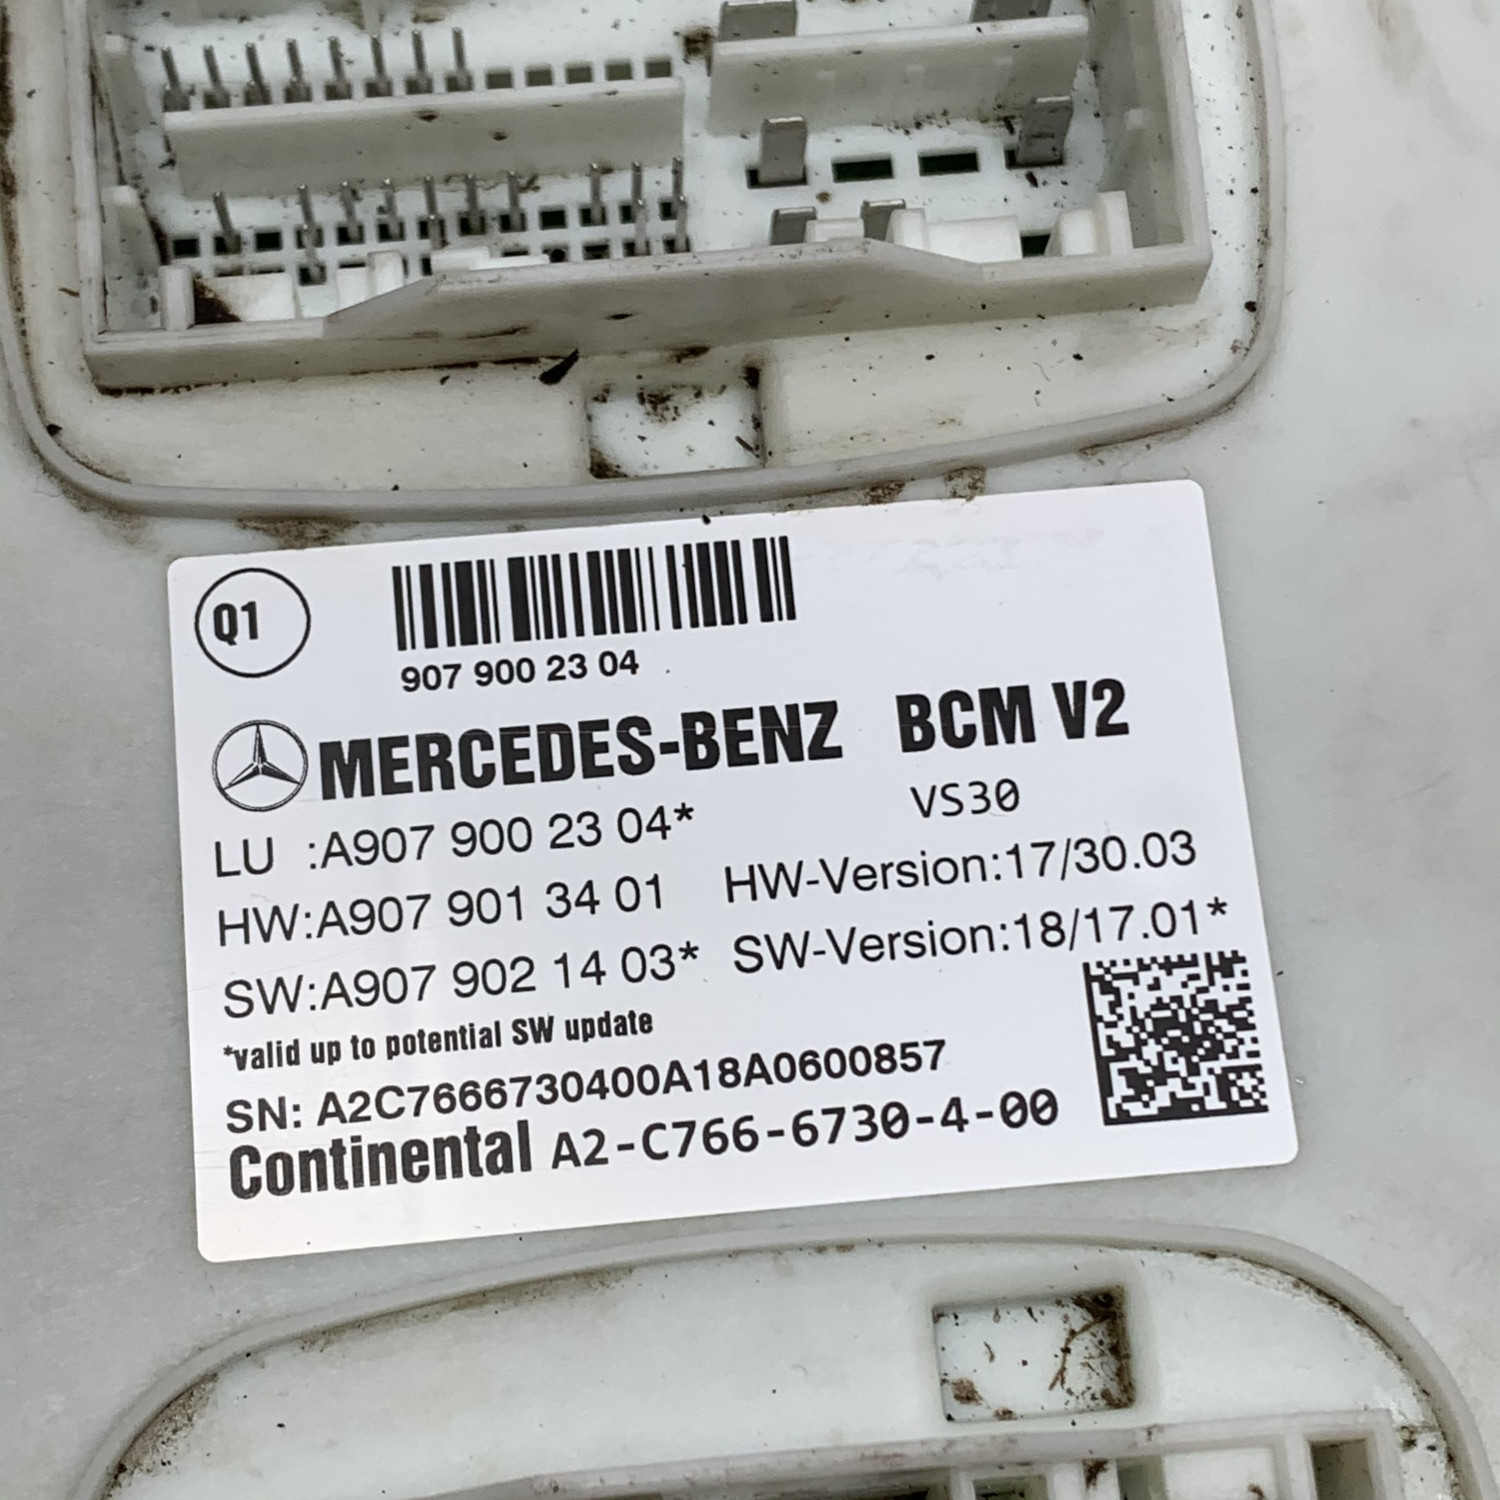 Q1
907 900 23 04
MERCEDES-BENZ BCM V2
VS30
LU :A907 900 23 04*
HW:A907 901 34 01 HW-Version:17/30.03
SW:A907 902 14 03* SW-Version:18/17.01*
*valid up to potential SW update
SN: A2C7666730400A18A0600857
Continental A2-C766-6730-4-00